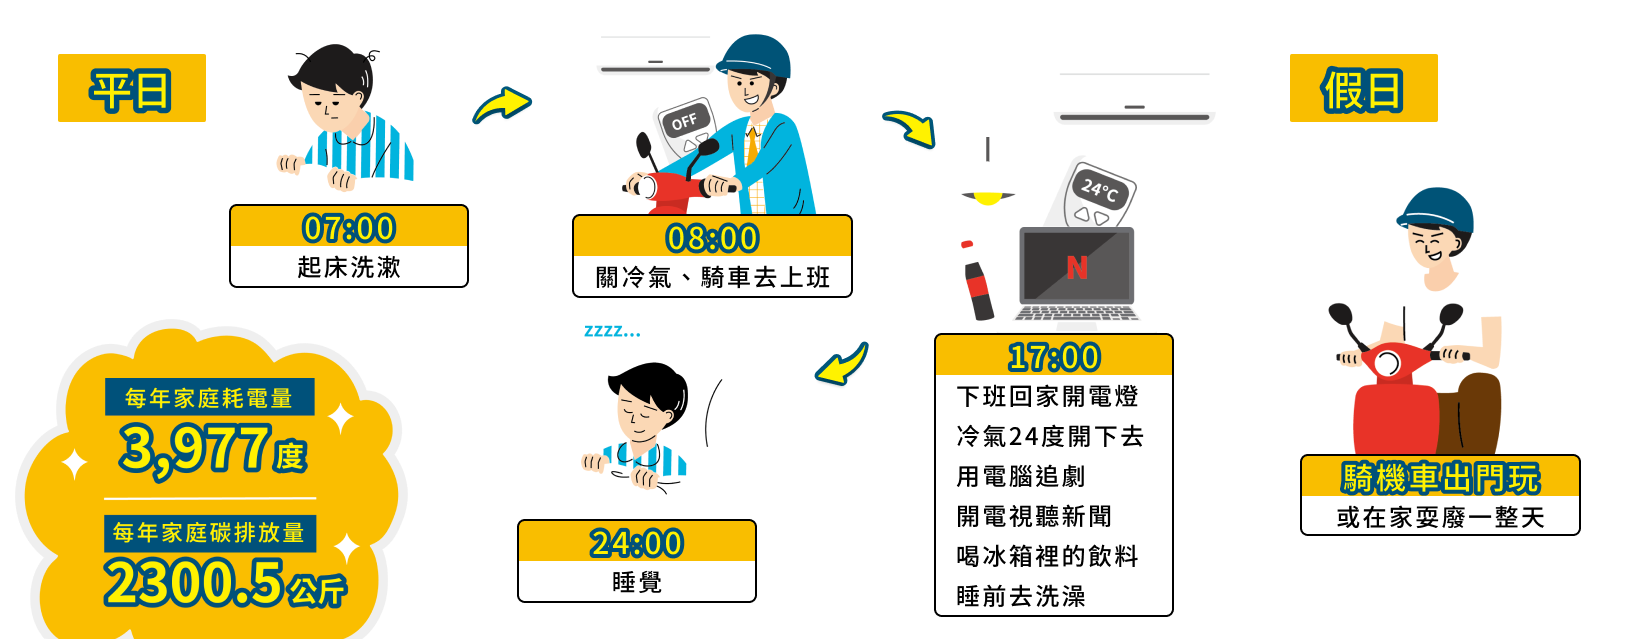 平日
07:00
起床洗漱
OFF
08:00
關冷氣、騎車去上班
24°C
N
17:00
下班回家開電燈
冷氣24度開下去
用電腦追劇
開電視聽新聞
喝冰箱裡的飲料
睡前去洗澡
zzzz...
24:00
睡覺
假日
騎機車出門玩
或在家耍廢一整天
每年家庭耗電量
3,977度
每年家庭碳排放量
2300.5公斤